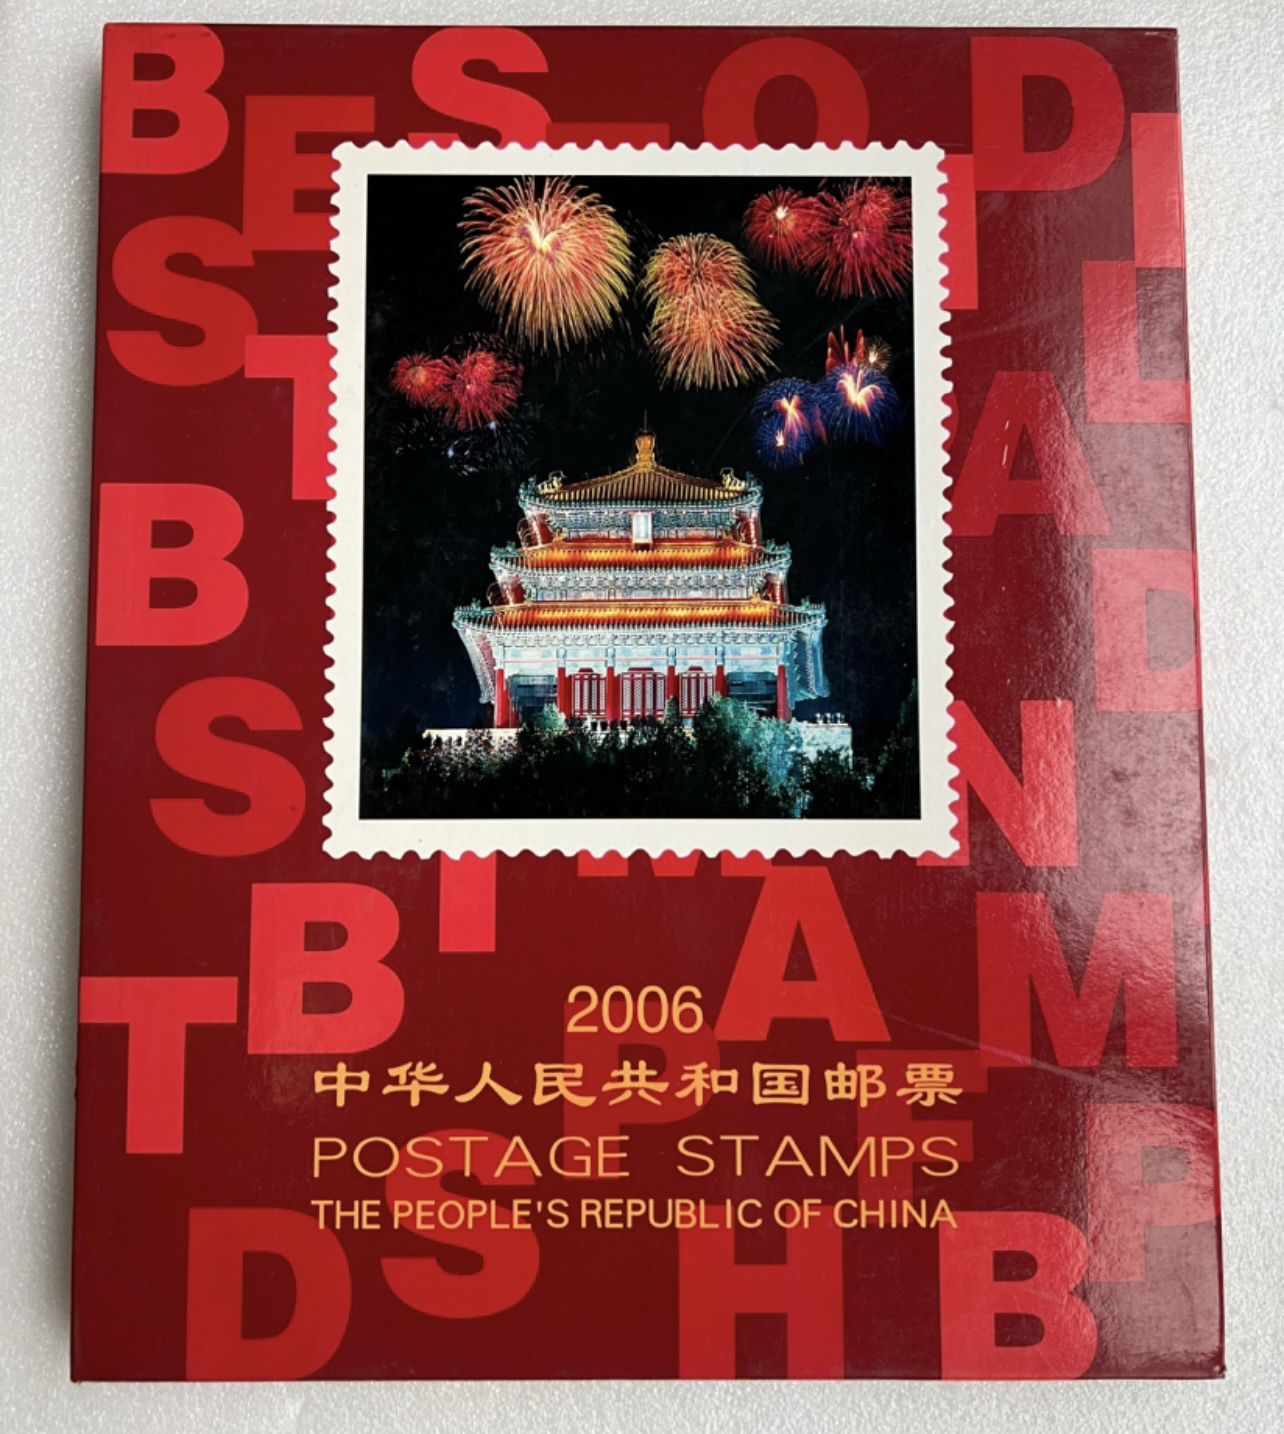 B
E
S
O
D
I
S
T
L
A
B
D
S
N
T
M
A
B
M
T
2006
P
E
中华人民共和国邮票
P
POSTAGE STAMPS
S
THE PEOPLE'S REPUBLIC OF CHINA
D
H
B